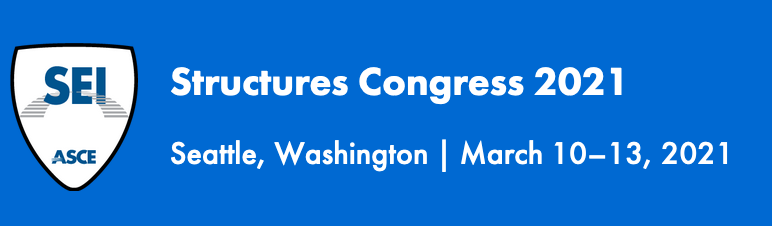 SEI
ASCE
Structures Congress 2021
Seattle, Washington | March 10–13, 2021